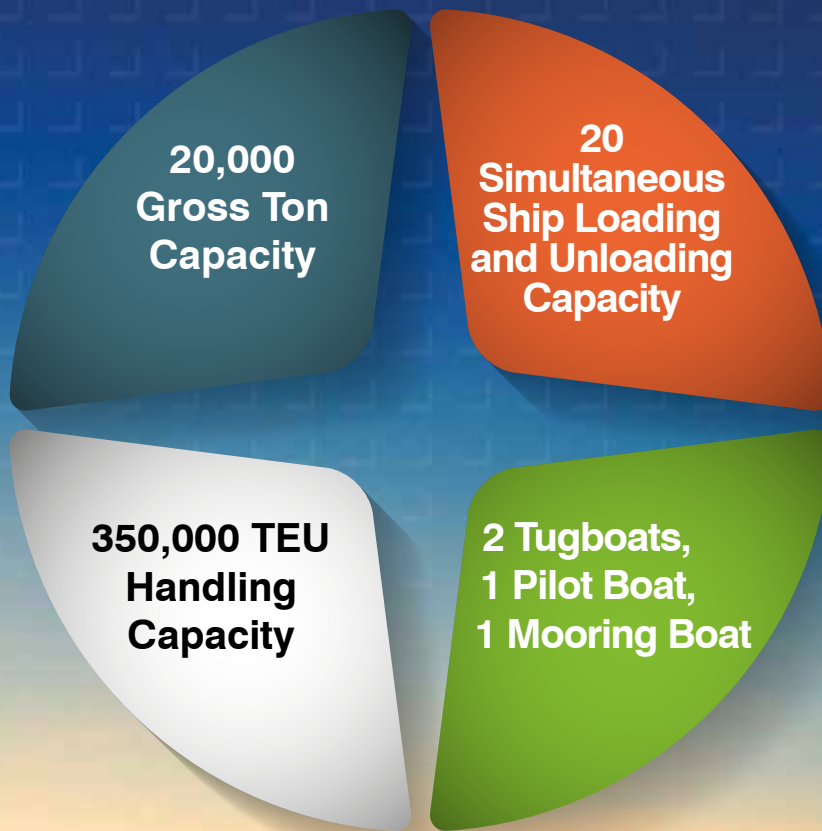 20,000
Gross Ton
Capacity
20
Simultaneous
Ship Loading
and Unloading
Capacity
350,000 TEU
Handling
Capacity
2 Tugboats,
1 Pilot Boat,
1 Mooring Boat